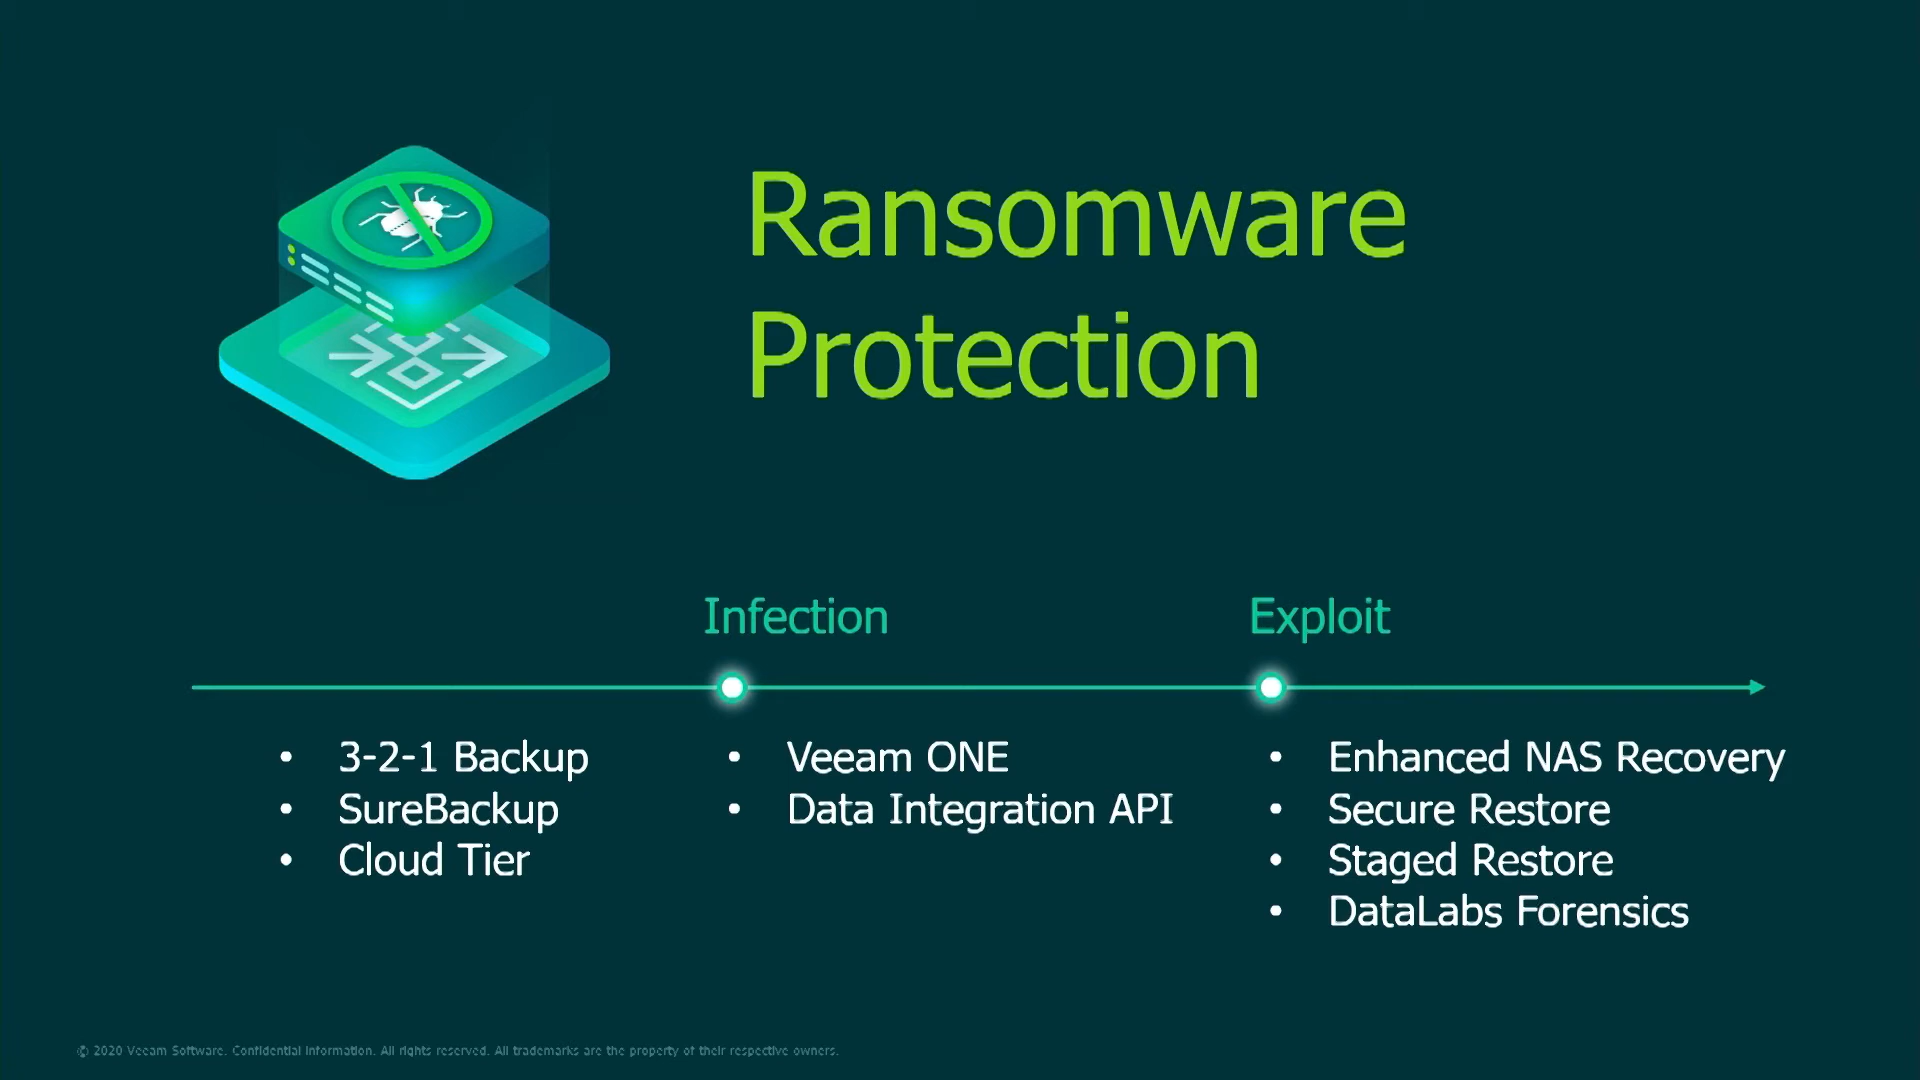 Ransomware
Protection
Infection
Exploit
• 3-2-1 Backup
• SureBackup
• Cloud Tier
• Veeam ONE
• Data Integration API
• Enhanced NAS Recovery
• Secure Restore
• Staged Restore
• DataLabs Forensics
© 2020 Veeam Software. Confidential information. All rights reserved. All trademarks are the property of their respective owners.